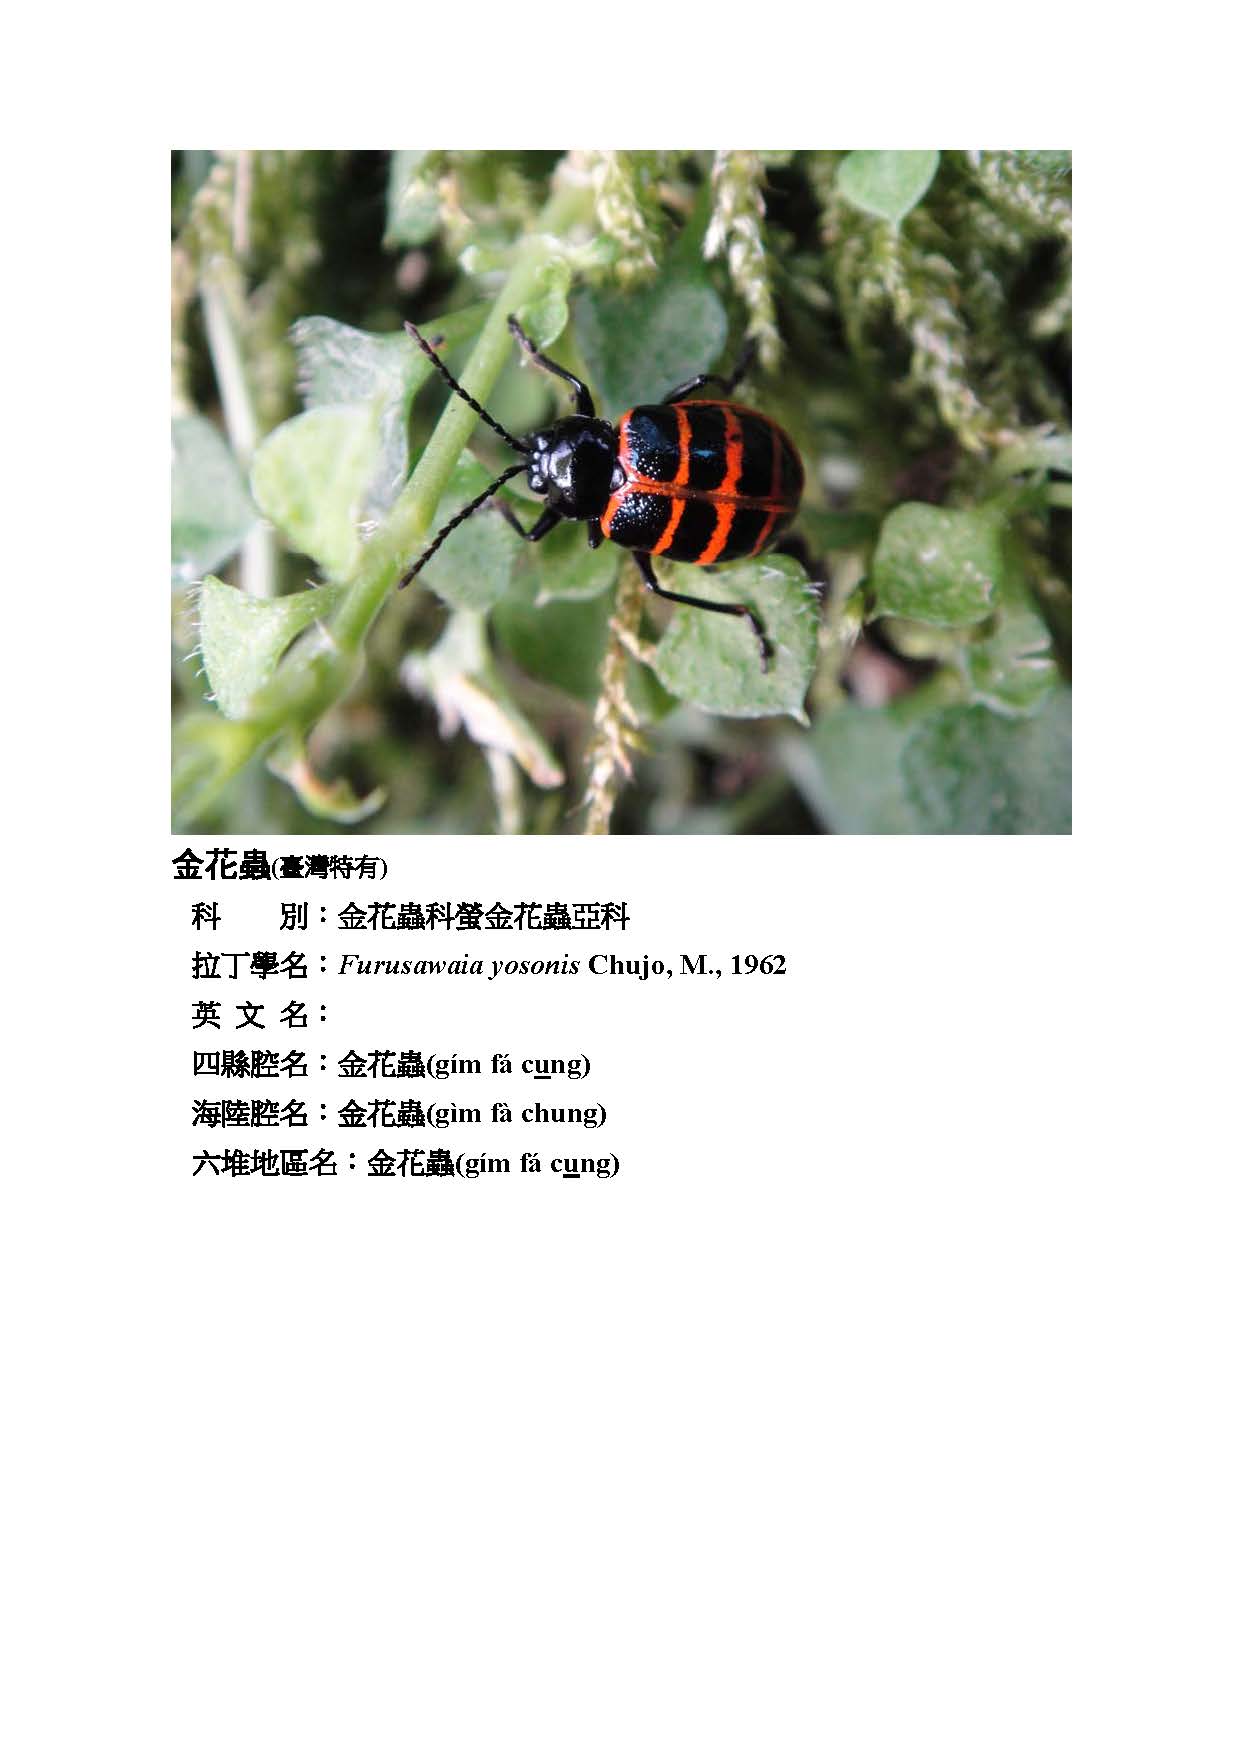 金花蟲(臺灣特有)
科　　別：金花蟲科螢金花蟲亞科
拉丁學名：Furusawaia yosonis Chujo, M., 1962
英 文 名：
四縣腔名：金花蟲(gím fá cung)
海陸腔名：金花蟲(gìm fà chung)
六堆地區名：金花蟲(gím fá cung)